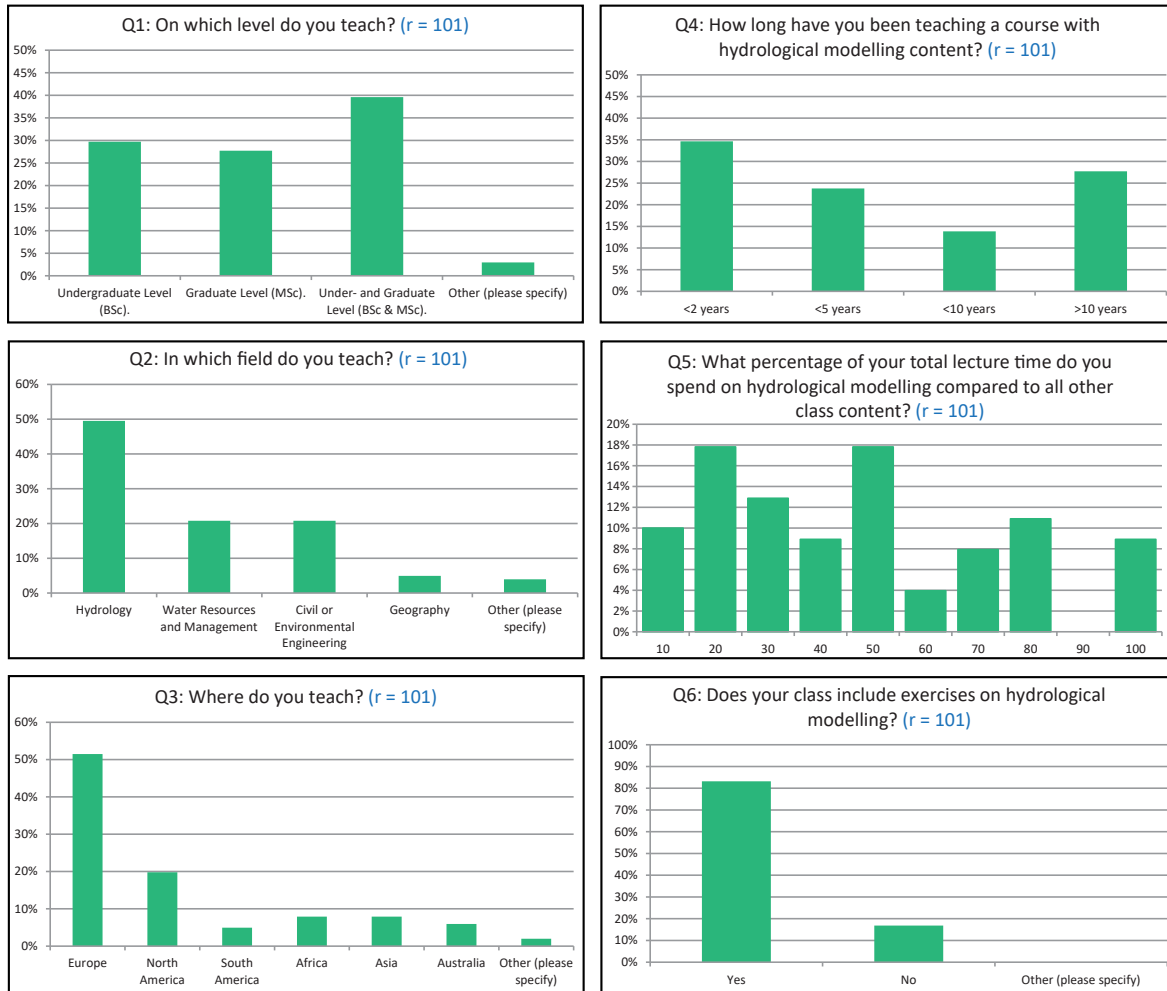 Q1: On which level do you teach? (r = 101)
50%
45%
40%
35%
30%
25%
20%
15%
10%
5%
0%
Undergraduate Level
(BSc).
Graduate Level (MSc).
Under- and Graduate
Level (BSc & MSc).
Other (please specify)
Q2: In which field do you teach? (r = 101)
60%
50%
40%
30%
20%
10%
0%
Hydrology
Water Resources
and Management
Civil or
Environmental
Engineering
Geography
Other (please
specify)
Q3: Where do you teach? (r = 101)
60%
50%
40%
30%
20%
10%
0%
Europe
North
America
South
America
Africa
Asia
Australia
Other (please
specify)
Q4: How long have you been teaching a course with
hydrological modelling content? (r = 101)
50%
45%
40%
35%
30%
25%
20%
15%
10%
5%
0%
<2 years
<5 years
<10 years
>10 years
Q5: What percentage of your total lecture time do you
spend on hydrological modelling compared to all other
class content? (r = 101)
20%
18%
16%
14%
12%
10%
8%
6%
4%
2%
0%
10 20 30 40 50 60 70 80 90 100
Q6: Does your class include exercises on hydrological
modelling? (r = 101)
100%
90%
80%
70%
60%
50%
40%
30%
20%
10%
0%
Yes
No
Other (please specify)